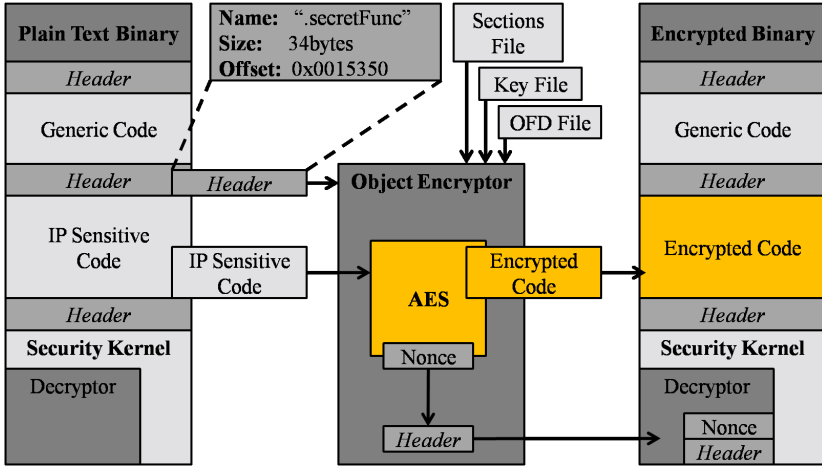 Plain Text Binary
Header
Generic Code
Header
IP Sensitive
Code
Header
Security Kernel
Decryptor
Name: “.secretFunc”
Size: 34bytes
Offset: 0x0015350
Header
IP Sensitive
Code
Sections
File
Key File
OFD File
Object Encryptor
AES
Encrypted
Code
Nonce
Header
Encrypted Binary
Header
Generic Code
Header
Encrypted Code
Header
Security Kernel
Decryptor
Nonce
Header